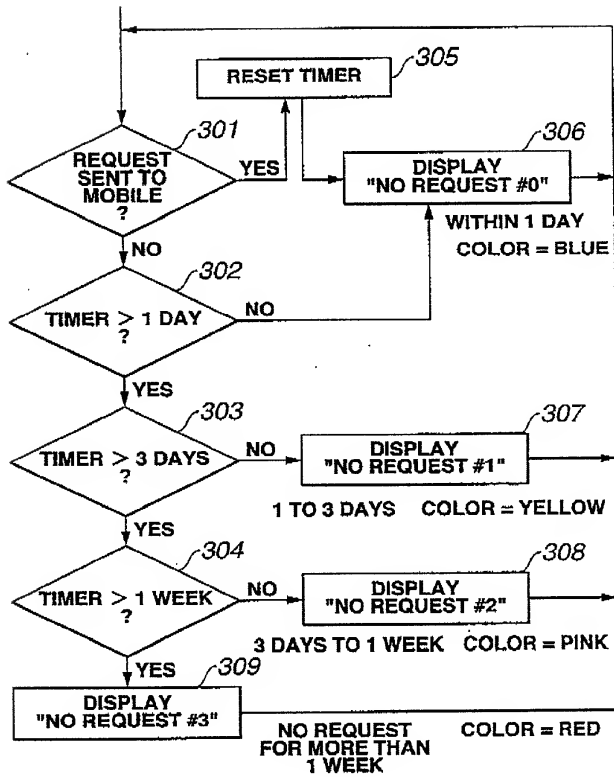 305
RESET TIMER
301
REQUEST
SENT TO
MOBILE
?
YES
306
DISPLAY
"NO REQUEST #0"
WITHIN 1 DAY
COLOR = BLUE
NO
302
TIMER > 1 DAY
?
NO
YES
303
TIMER > 3 DAYS
?
NO
307
DISPLAY
"NO REQUEST #1"
1 TO 3 DAYS COLOR = YELLOW
YES
304
TIMER > 1 WEEK
?
NO
308
DISPLAY
"NO REQUEST #2"
3 DAYS TO 1 WEEK COLOR = PINK
YES
309
DISPLAY
"NO REQUEST #3"
NO REQUEST
FOR MORE THAN
1 WEEK
COLOR = RED